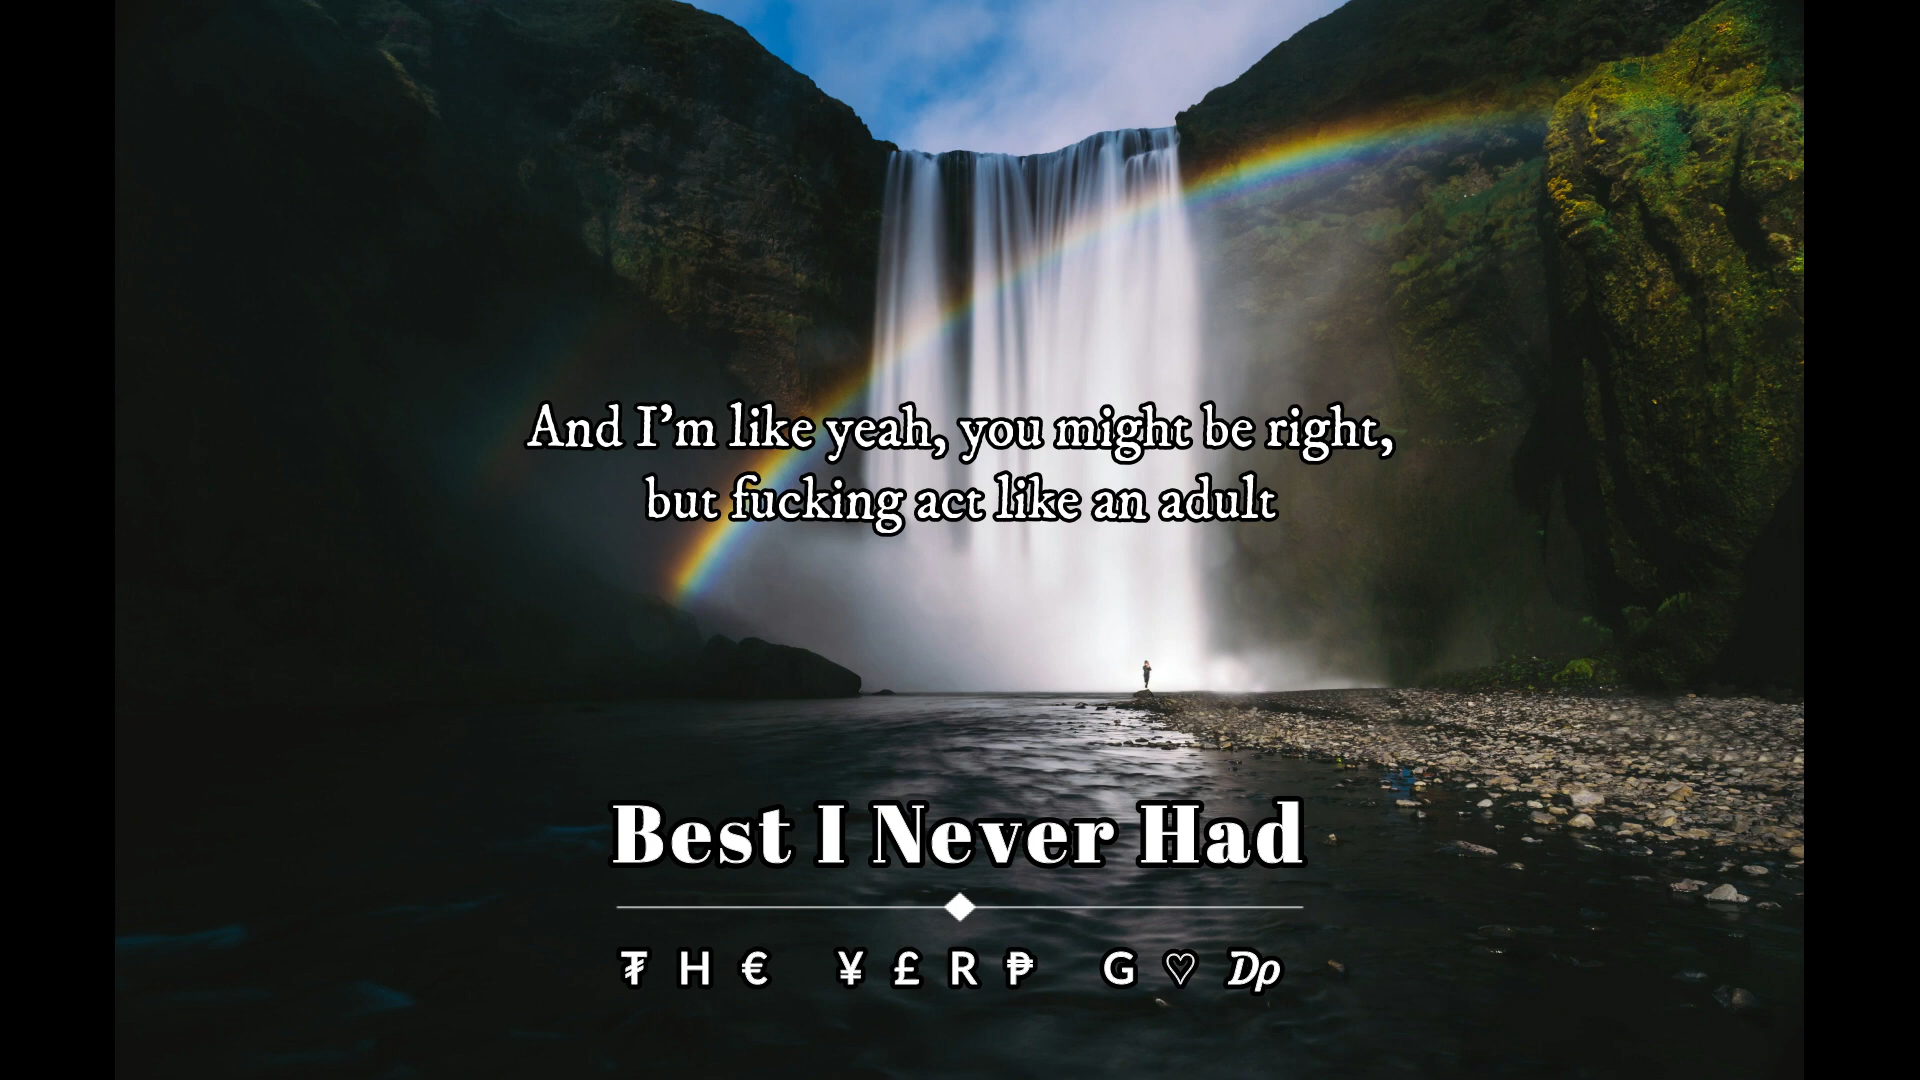 And I'm like yeah, you might be right,
but fucking act like an adult
Best I Never Had
₮ H € ¥ £ R ₱ G ♡ Dρ